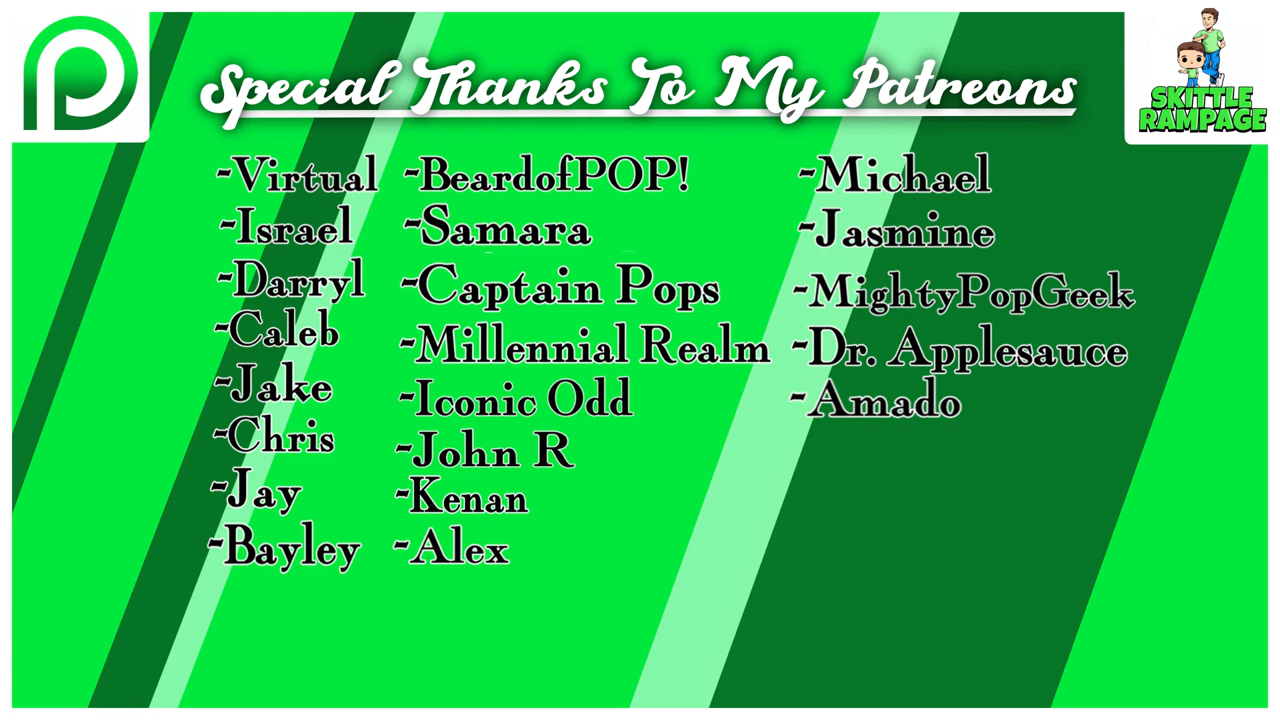 Special Thanks To My Patreons
SKITTLE
RAMPAGE
-Virtual
-Israel
-Darryl
-Caleb
-Jake
-Chris
-Jay
-Bayley
-BeardofPOP!
-Samara
-Captain Pops
-Millennial Realm
-Iconic Odd
-John R
-Kenan
-Alex
-Michael
-Jasmine
-MightyPopGeek
-Dr. Applesauce
-Amado